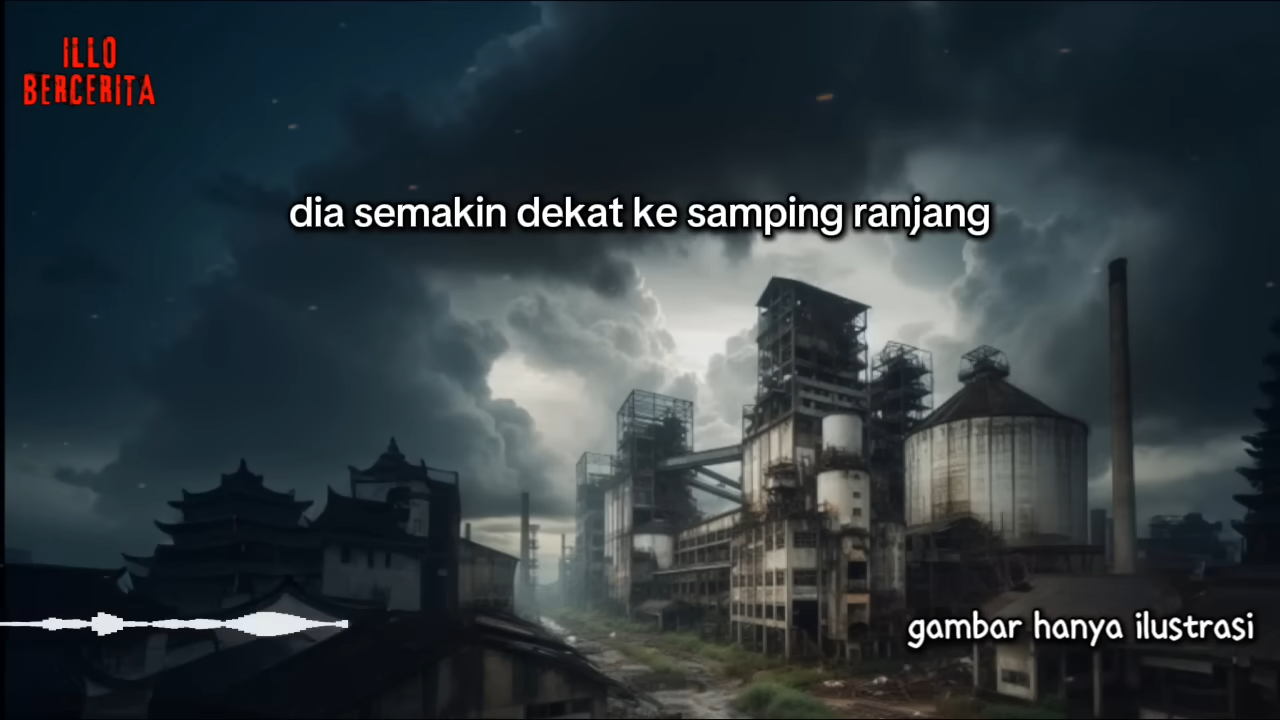 ILLO
BERCERITA
dia semakin dekat ke samping ranjang
gambar hanya ilustrasi